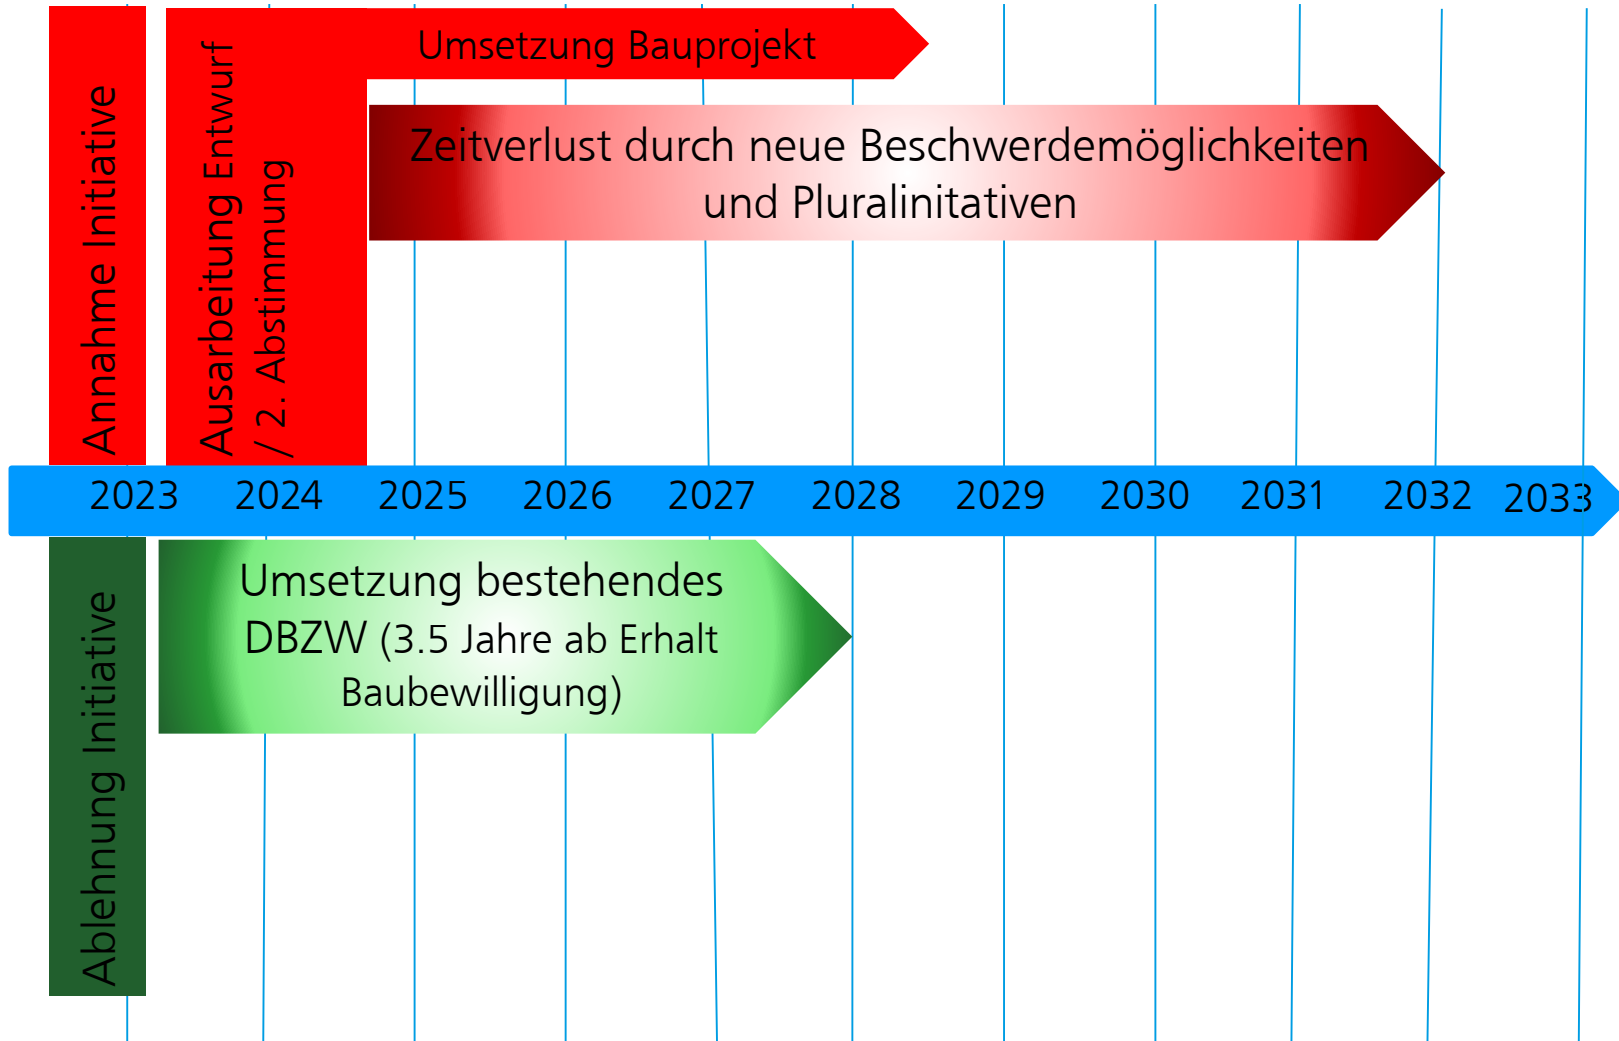 Annahme Initiative
Ausarbeitung Entwurf
/ 2. Abstimmung
Umsetzung Bauprojekt
Zeitverlust durch neue Beschwerdemöglichkeiten
und Pluralinitativen
2023 2024 2025 2026 2027 2028 2029 2030 2031 2032 2033
Ablehnung Initiative
Umsetzung bestehendes
DBZW (3.5 Jahre ab Erhalt
Baubewilligung)